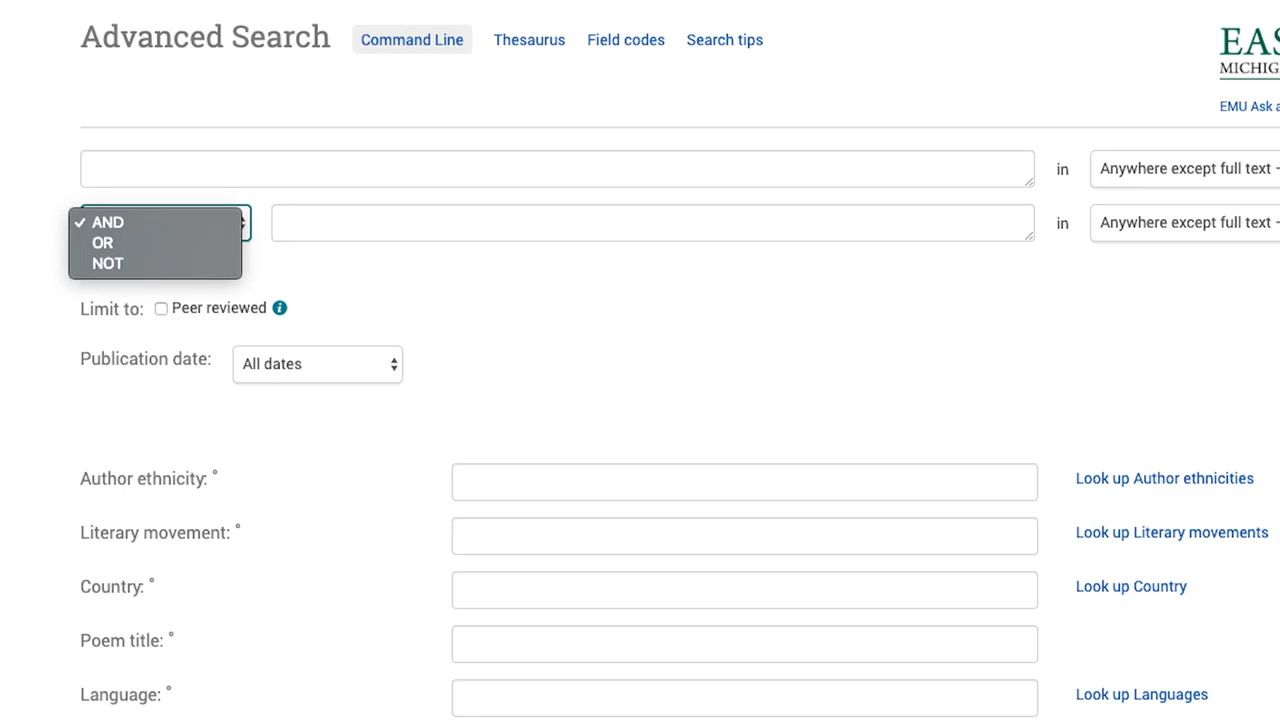 Advanced Search Command Line Thesaurus Field codes Search tips
EAS
MICHIG
EMU Ask a
in Anywhere except full text -
✓ AND
OR
NOT
in Anywhere except full text -
Limit to: Peer reviewed i
Publication date: All dates
Author ethnicity: ° Look up Author ethnicities
Literary movement: ° Look up Literary movements
Country: ° Look up Country
Poem title: °
Language: ° Look up Languages